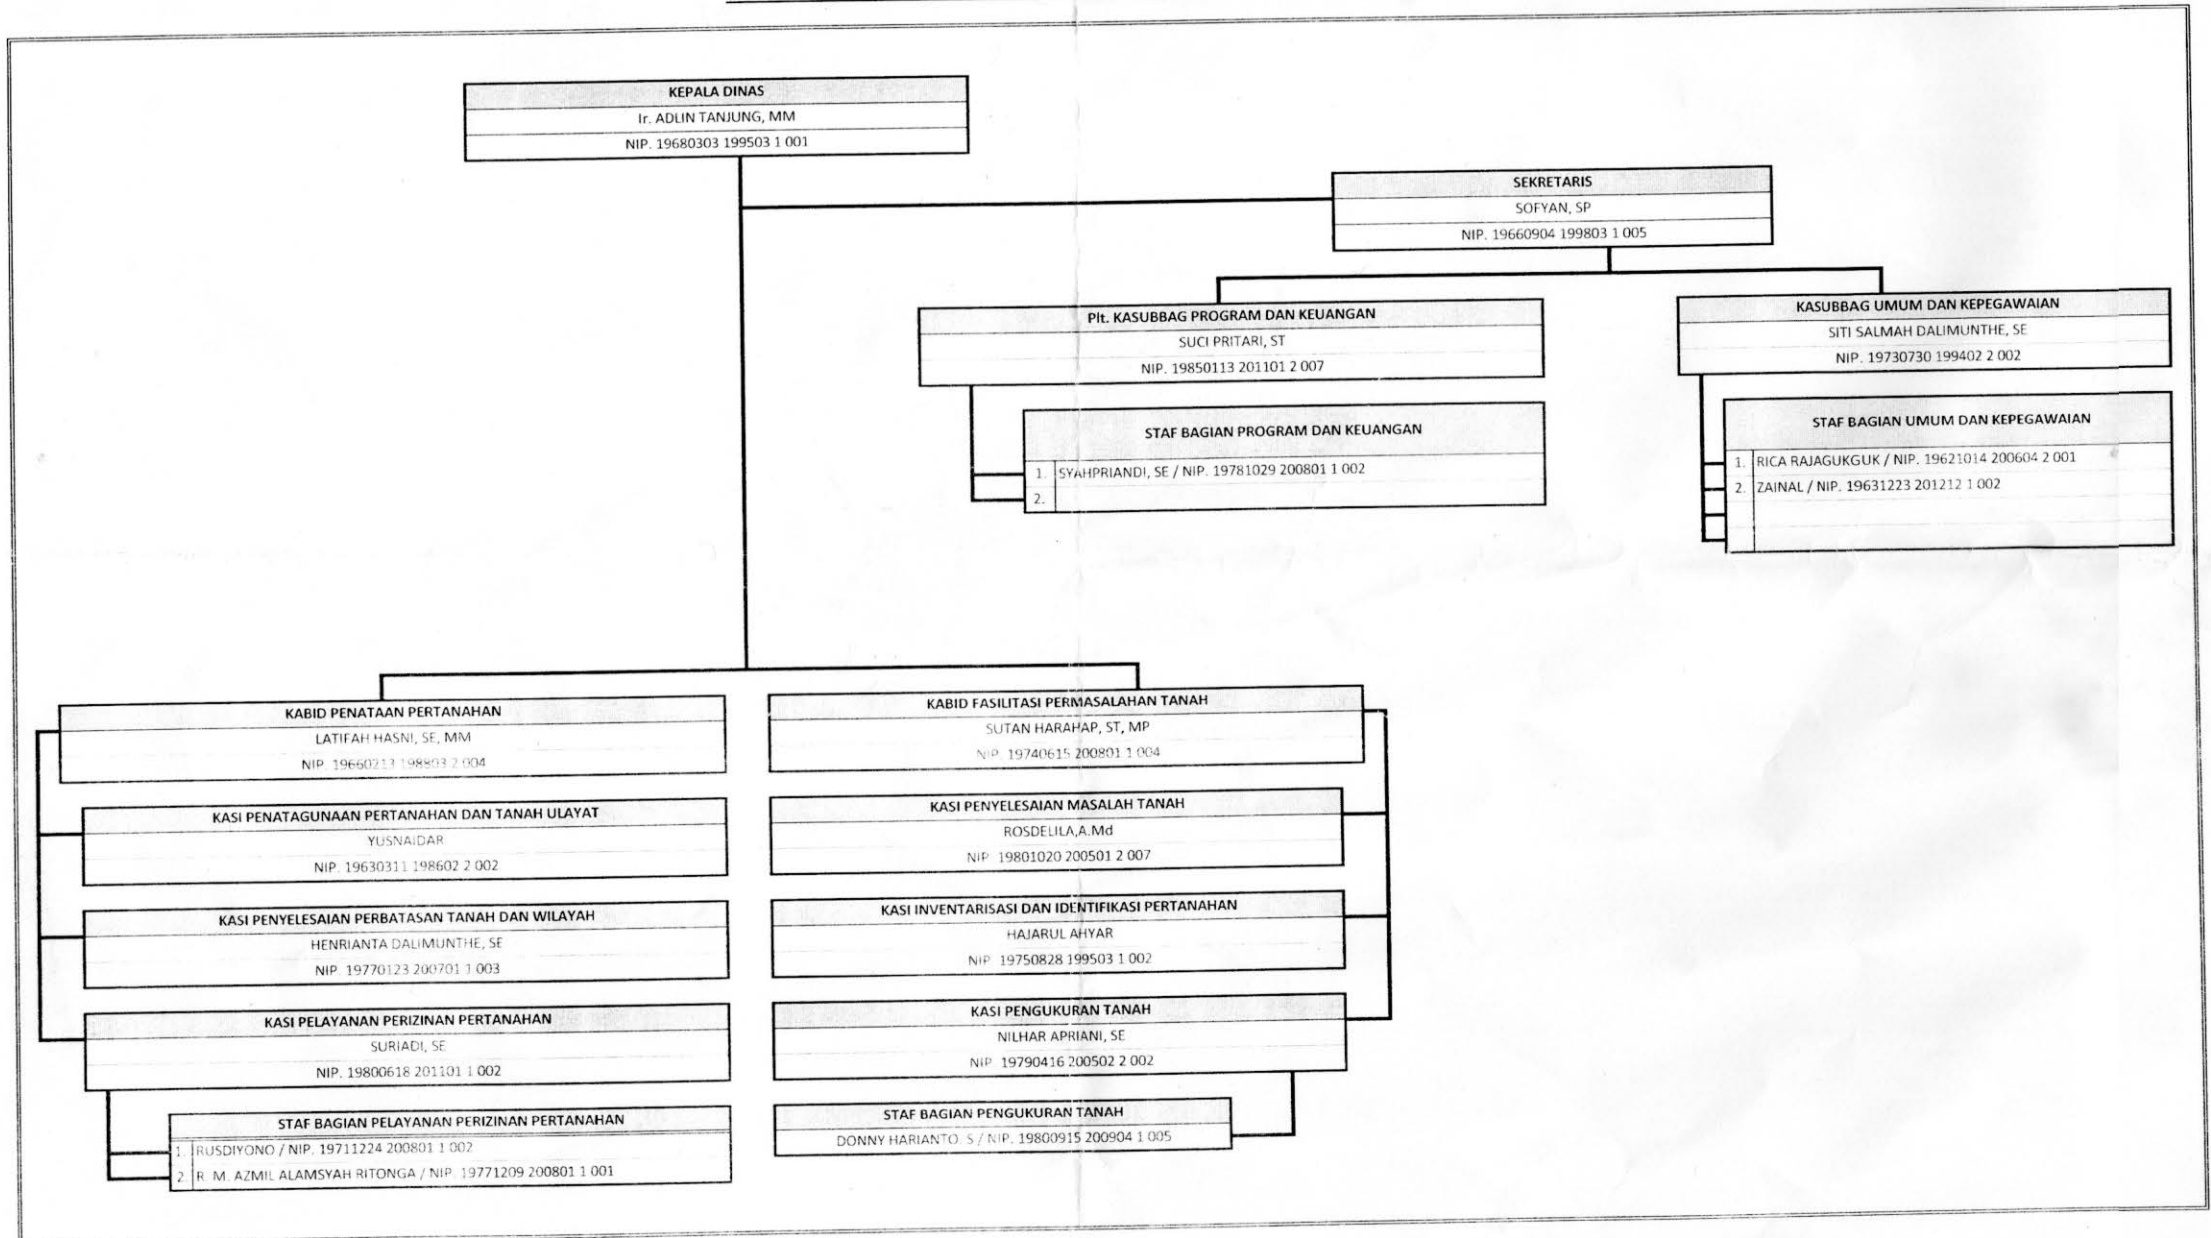 KEPALA DINAS
Ir. ADLIN TANJUNG, MM
NIP. 19680303 199503 1 001
SEKRETARIS
SOFYAN, SP
NIP. 19660904 199803 1 005
Plt. KASUBBAG PROGRAM DAN KEUANGAN
SUCI PRITARI, ST
NIP. 19850113 201101 2 007
KASUBBAG UMUM DAN KEPEGAWAIAN
SITI SALMAH DALIMUNTHE, SE
NIP. 19730730 199402 2 002
STAF BAGIAN PROGRAM DAN KEUANGAN
1. SYAHPRIANDI, SE / NIP. 19781029 200801 1 002
2.
STAF BAGIAN UMUM DAN KEPEGAWAIAN
1. RICA RAJAGUKGUK / NIP. 19621014 200604 2 001
2. ZAINAL / NIP. 19631223 201212 1 002
KABID PENATAAN PERTANAHAN
LATIFAH HASNI, SE, MM
NIP. 19660213 198803 2 004
KASI PENATAGUNAAN PERTANAHAN DAN TANAH ULAYAT
YUSNAIDAR
NIP. 19630311 198602 2 002
KASI PENYELESAIAN PERBATASAN TANAH DAN WILAYAH
HENRIANTA DALIMUNTHE, SE
NIP. 19770123 200701 1 003
KASI PELAYANAN PERIZINAN PERTANAHAN
SURIADI, SE
NIP. 19800618 201101 1 002
STAF BAGIAN PELAYANAN PERIZINAN PERTANAHAN
1. RUSDIYONO / NIP. 19711224 200801 1 002
2. R. M. AZMIL ALAMSYAH RITONGA / NIP. 19771209 200801 1 001
KABID FASILITASI PERMASALAHAN TANAH
SUTAN HARAHAP, ST, MP
NIP. 19740615 200801 1 004
KASI PENYELESAIAN MASALAH TANAH
ROSDELILA,A.Md
NIP. 19801020 200501 2 007
KASI INVENTARISASI DAN IDENTIFIKASI PERTANAHAN
HAJARUL AHYAR
NIP 19750828 199503 1 002
KASI PENGUKURAN TANAH
NILHAR APRIANI, SE
NIP 19790416 200502 2 002
STAF BAGIAN PENGUKURAN TANAH
DONNY HARIANTO. S / NIP. 19800915 200904 1 005